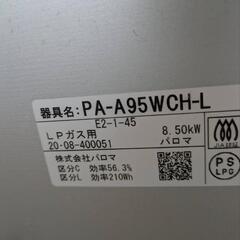 器具名：PA-A95WCH-L
E2-1-45
LPガス用 8.50kW
20-08-400051 パロマ
株式会社パロマ
区分C 効率56.3%
区分L 効率210Wh
JIA認証
PS
LPG